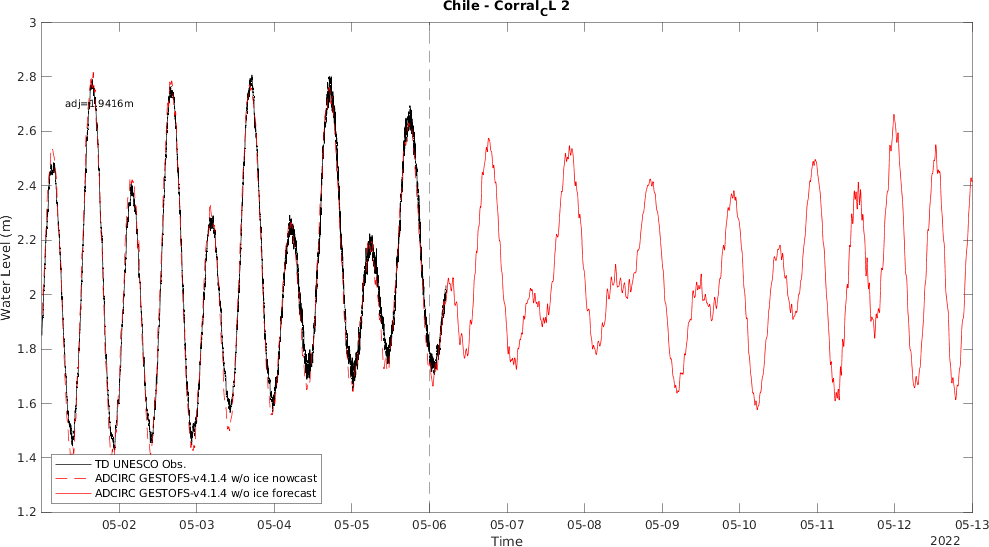 Chile - Corral_CL 2
3
2.8
adj=1.9416m
2.6
2.4
2.2
2
1.8
1.6
1.4
1.2
Water Level (m)
TD UNESCO Obs.
ADCIRC GESTOFS-v4.1.4 w/o ice nowcast
ADCIRC GESTOFS-v4.1.4 w/o ice forecast
05-02 05-03 05-04 05-05 05-06 05-07 05-08 05-09 05-10 05-11 05-12 05-13
Time
2022